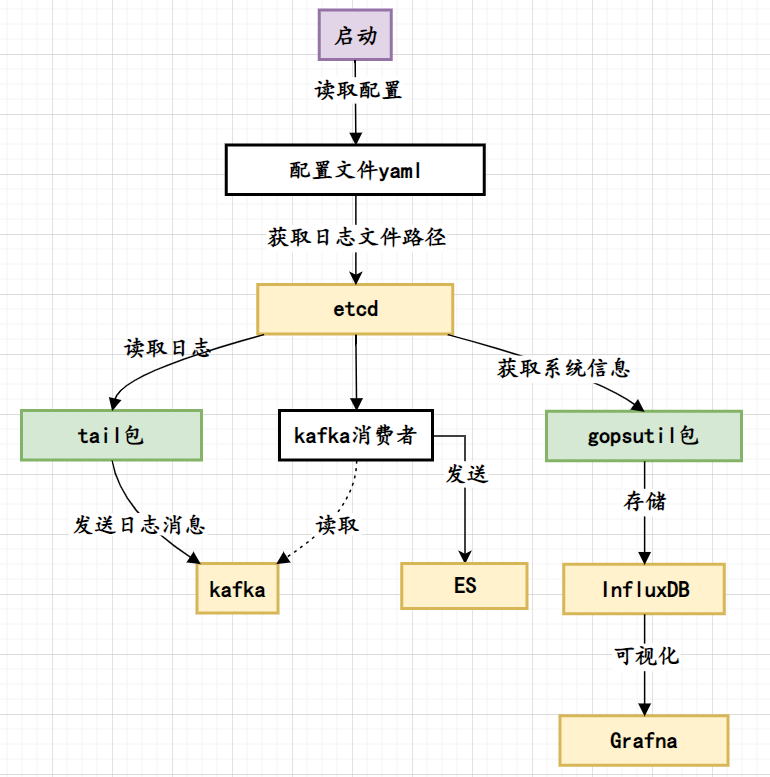 启动
读取配置
配置文件yaml
获取日志文件路径
etcd
读取日志
获取系统信息
tail包
kafka消费者
gopsutil包
发送
存储
发送日志消息
读取
kafka
ES
InfluxDB
可视化
Grafna